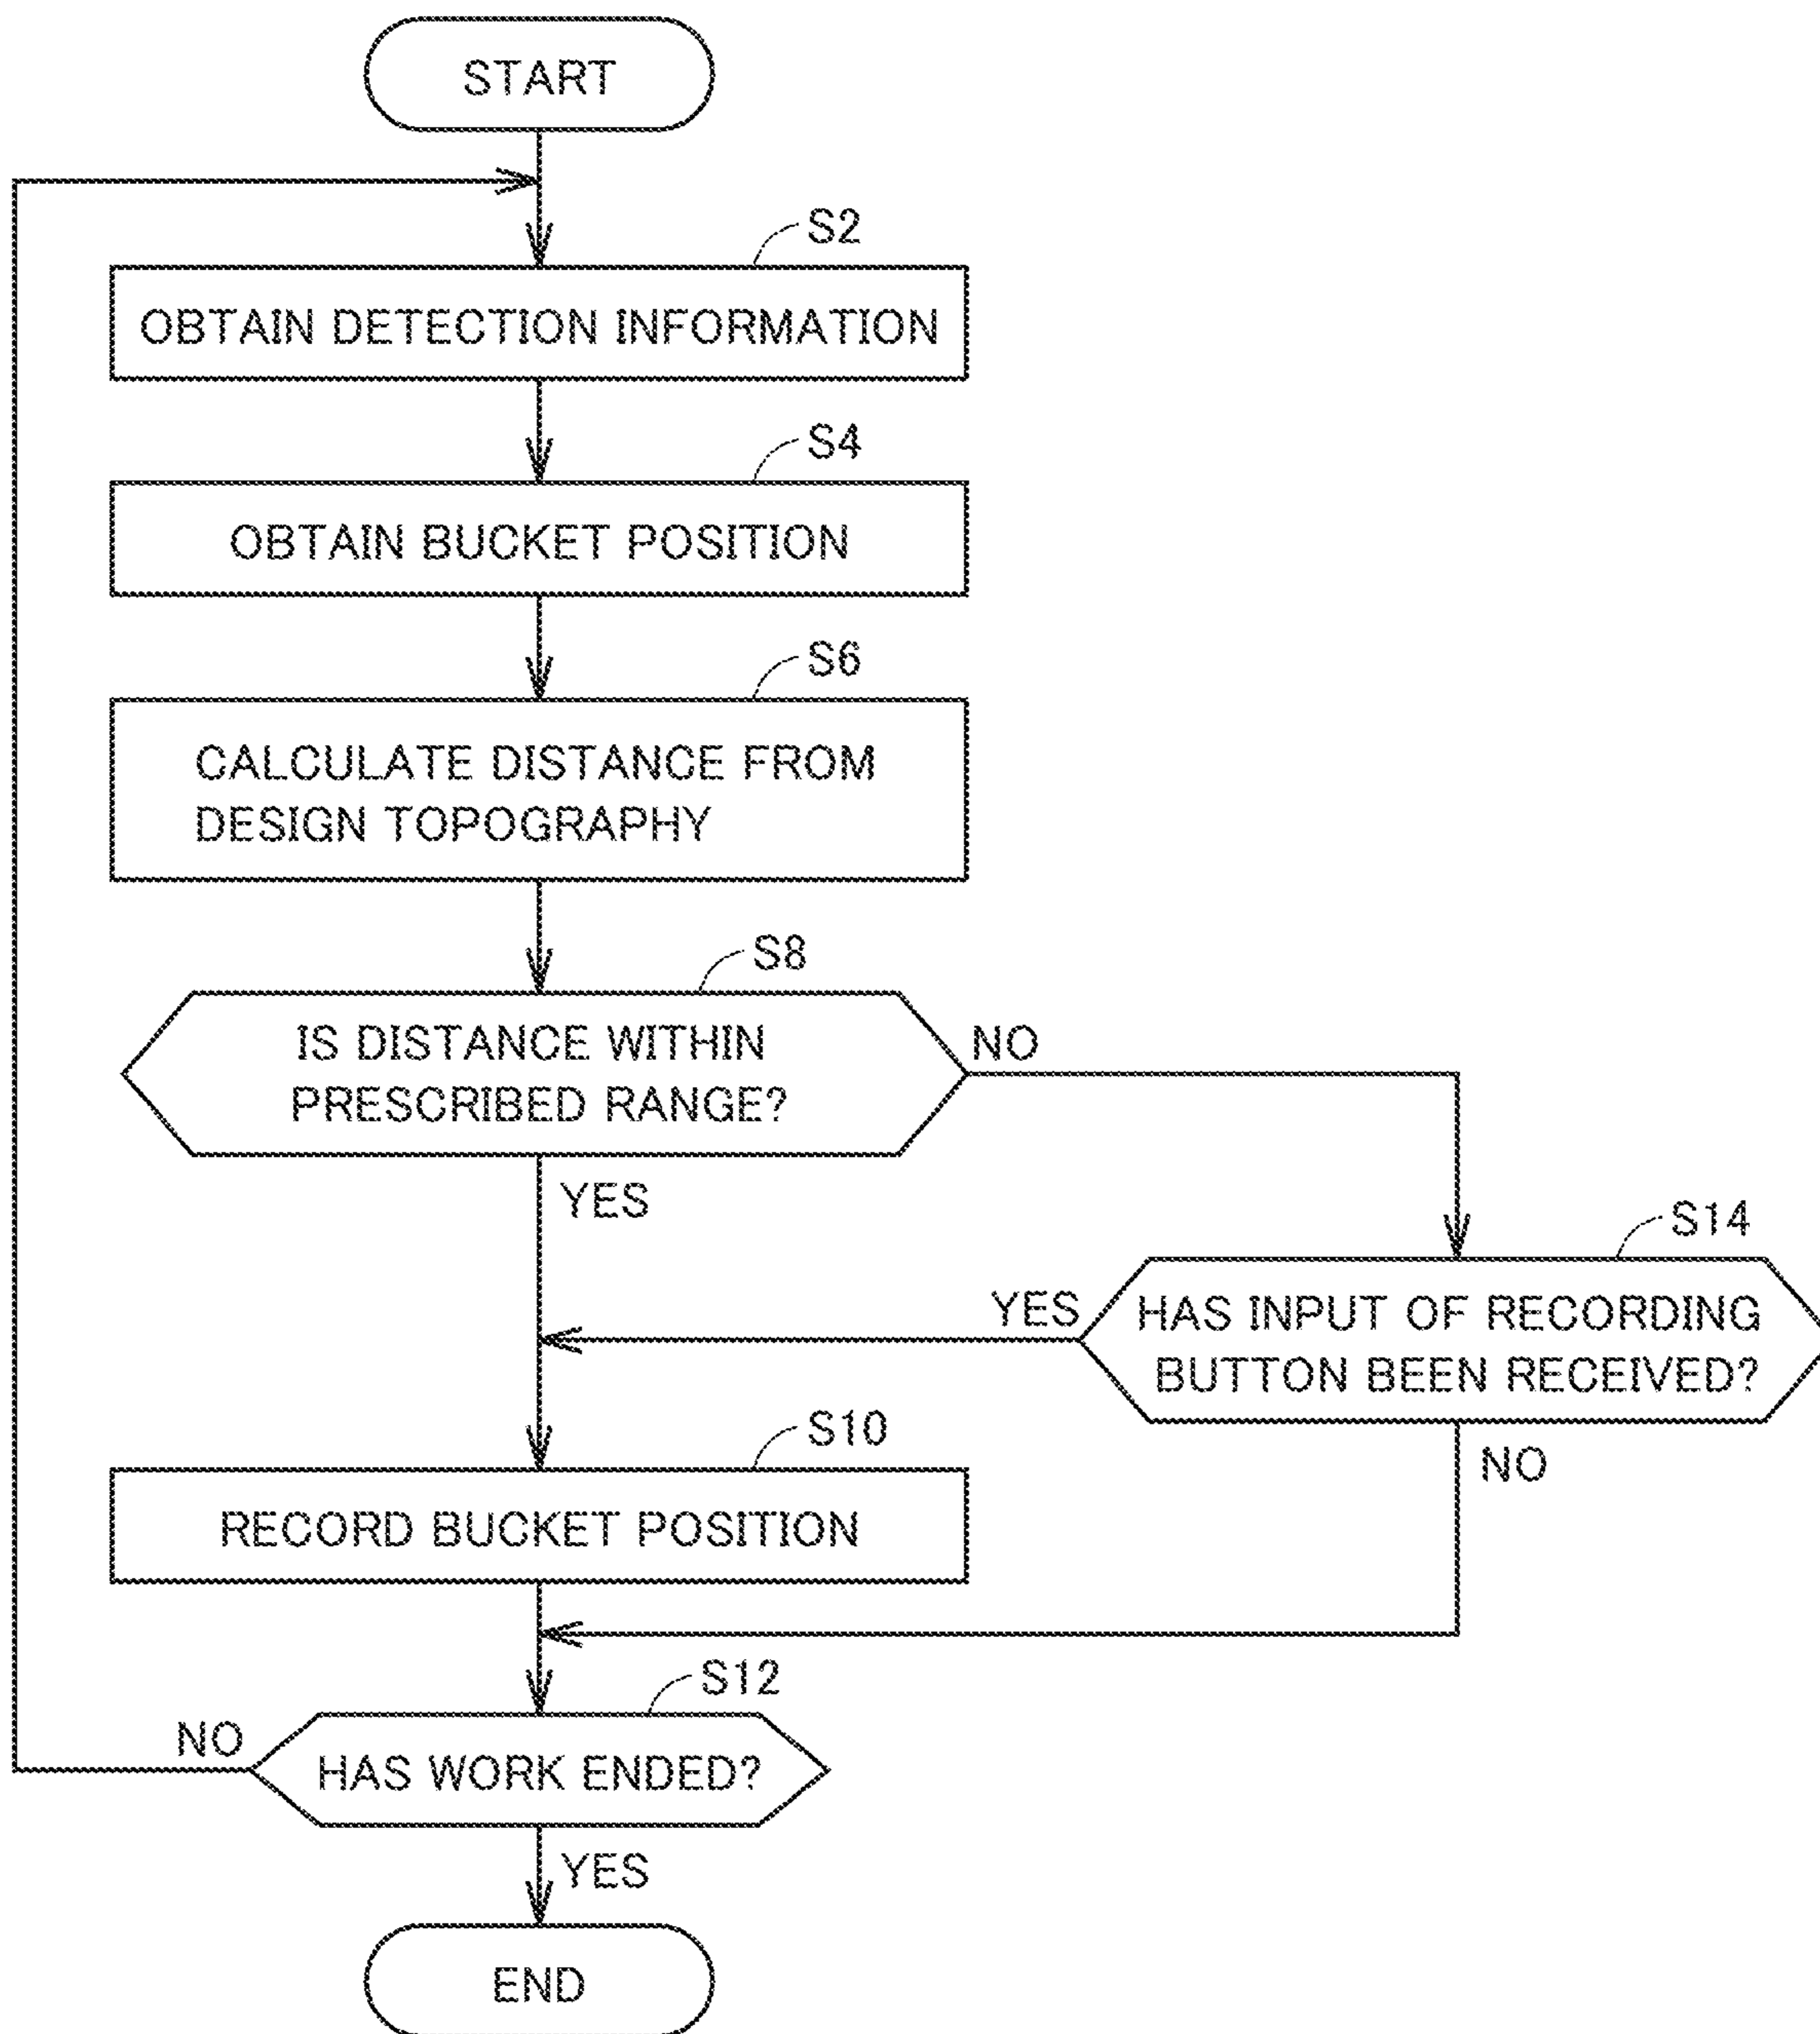 START
S2
OBTAIN DETECTION INFORMATION
S4
OBTAIN BUCKET POSITION
S6
CALCULATE DISTANCE FROM
DESIGN TOPOGRAPHY
S8
IS DISTANCE WITHIN
PRESCRIBED RANGE?
NO
YES
S14
YES
HAS INPUT OF RECORDING
BUTTON BEEN RECEIVED?
NO
S10
RECORD BUCKET POSITION
S12
NO
HAS WORK ENDED?
YES
END